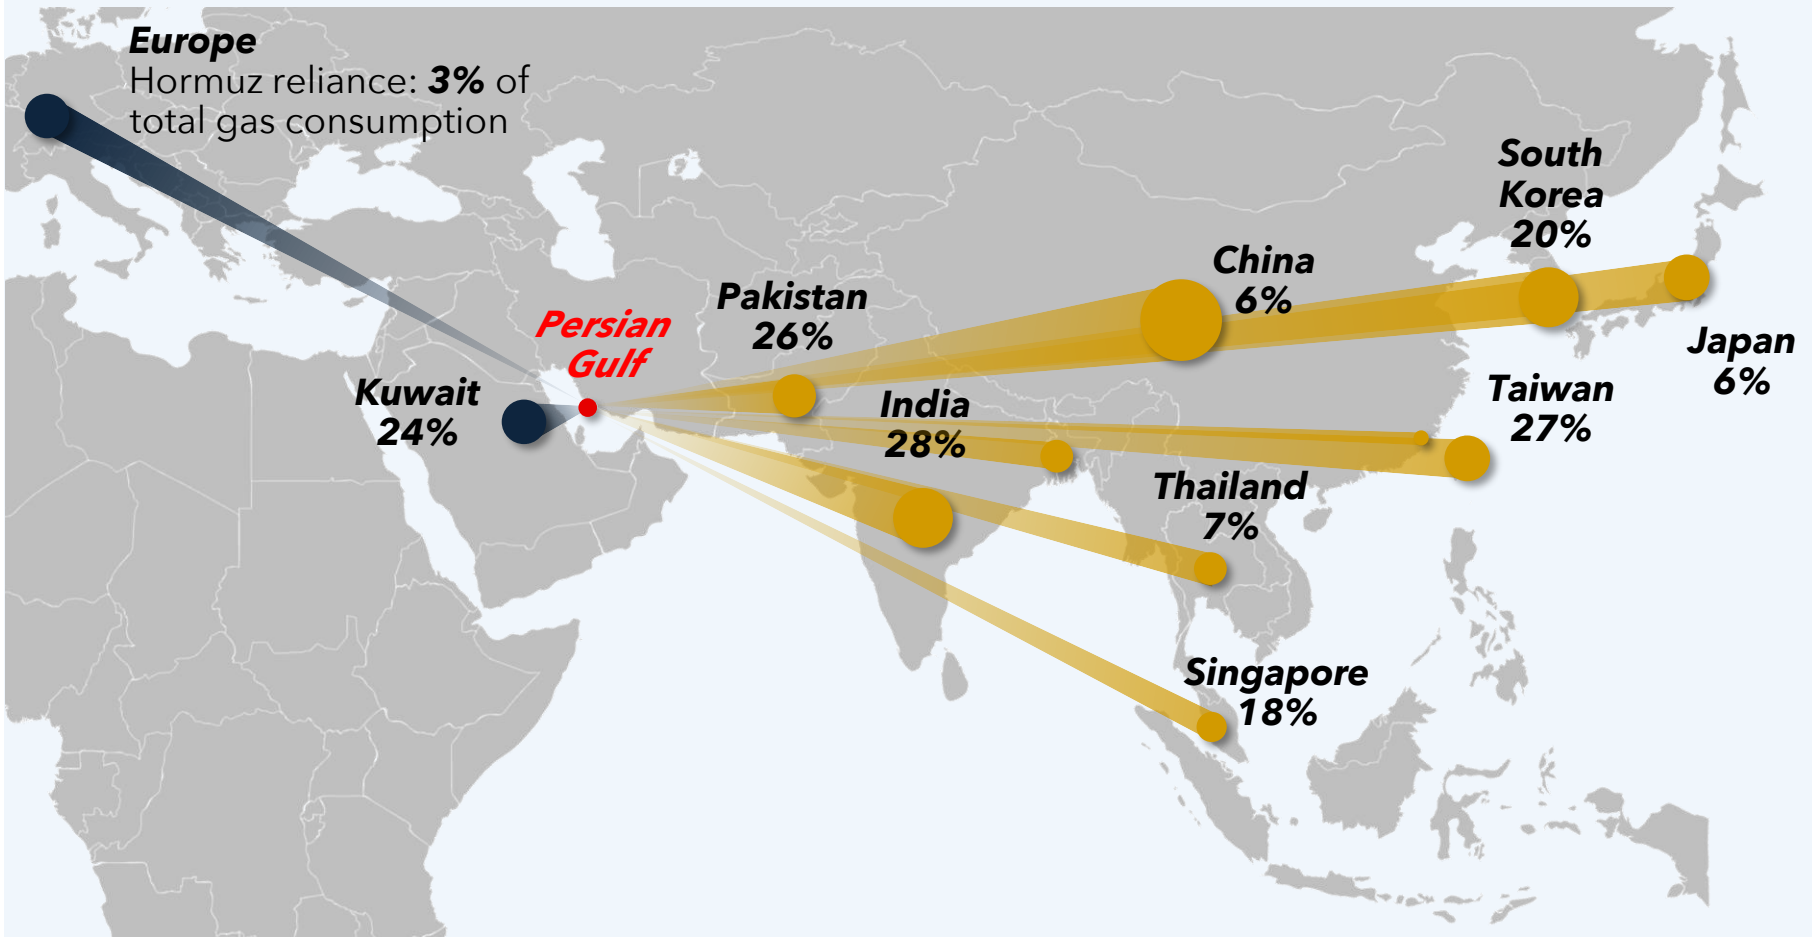 Europe
Hormuz reliance: 3% of
total gas consumption
South
Korea
20%
China
6%
Pakistan
26%
Persian
Gulf
Japan
6%
Kuwait
24%
India
28%
Taiwan
27%
Thailand
7%
Singapore
18%